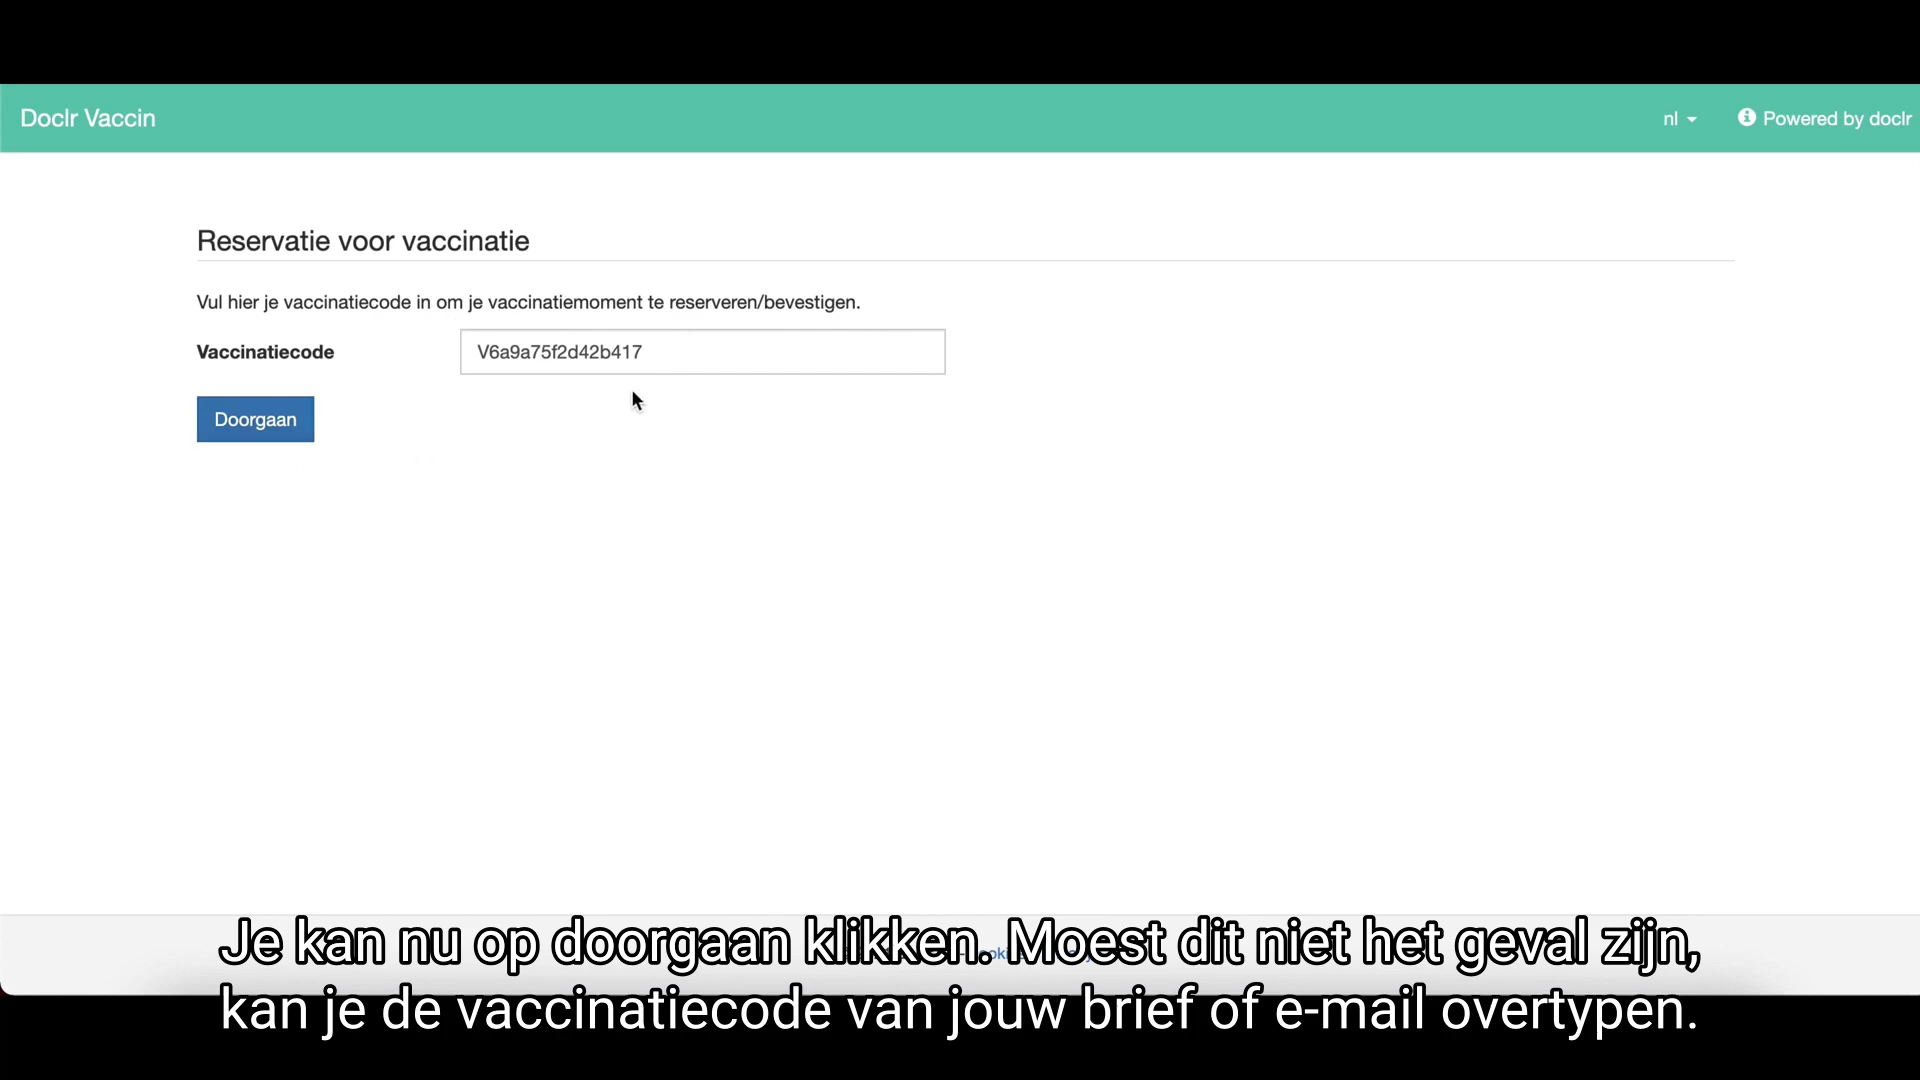 Doclr Vaccin
nl
Powered by doclr
Reservatie voor vaccinatie
Vul hier je vaccinatiecode in om je vaccinatiemoment te reserveren/bevestigen.
Vaccinatiecode
V6a9a75f2d42b417
Doorgaan
Je kan nu op doorgaan klikken. Moest dit niet het geval zijn,
kan je de vaccinatiecode van jouw brief of e-mail overtypen.